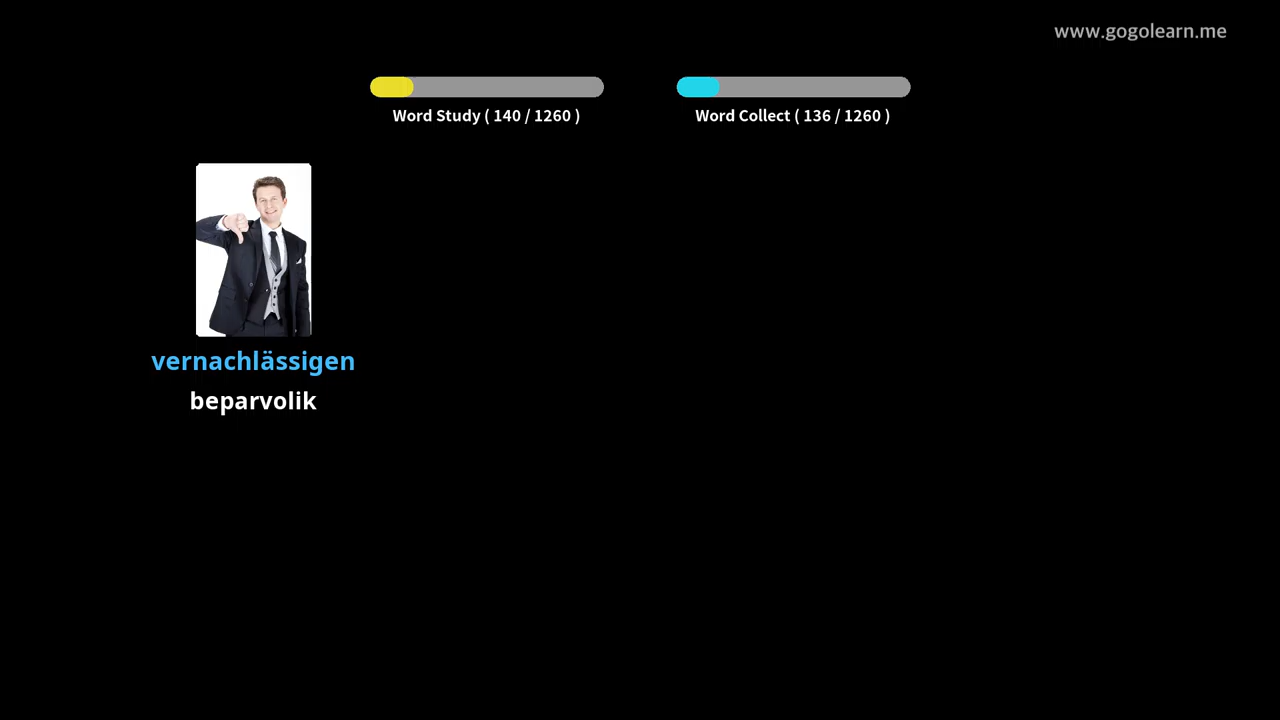 www.gogolearn.me
Word Study ( 140 / 1260 )
Word Collect ( 136 / 1260 )
vernachlässigen
beparvolik